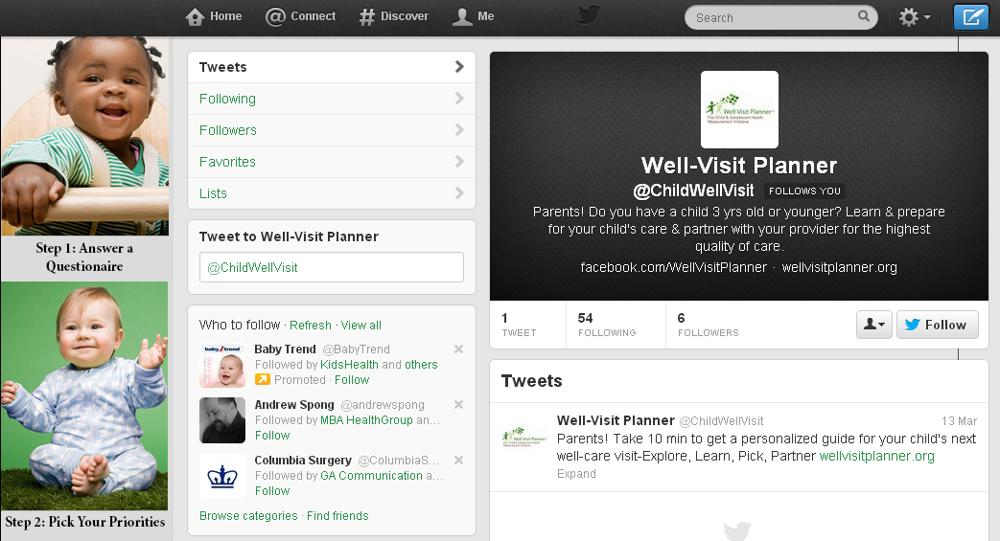 Home
Connect
Discover
Me
Search
Step 1: Answer a
Questionaire
Step 2: Pick Your Priorities
Tweets
Following
Followers
Favorites
Lists
Tweet to Well-Visit Planner
@ChildWellVisit
Who to follow · Refresh · View all
Baby Trend @BabyTrend
Followed by KidsHealth and others
Promoted · Follow
Andrew Spong @andrewspong
Followed by MBA HealthGroup an...
Follow
Columbia Surgery @ColumbiaS...
Followed by GA Communication a...
Follow
Browse categories · Find friends
Well-Visit Planner
The Child & Adolescent Health
Measurement Initiative
Well-Visit Planner
@ChildWellVisit FOLLOWS YOU
Parents! Do you have a child 3 yrs old or younger? Learn & prepare
for your child's care & partner with your provider for the highest
quality of care.
facebook.com/WellVisitPlanner · wellvisitplanner.org
1 54 6
TWEET FOLLOWING FOLLOWERS
Follow
Tweets
Well-Visit Planner @ChildWellVisit 13 Mar
Parents! Take 10 min to get a personalized guide for your child's next
well-care visit-Explore, Learn, Pick, Partner wellvisitplanner.org
Expand